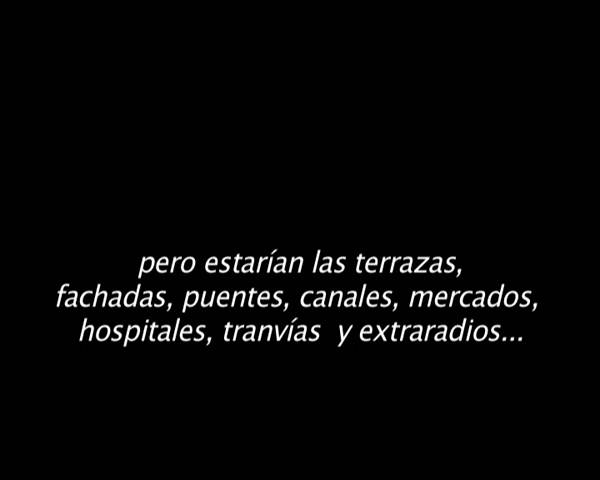 pero estarían las terrazas,
fachadas, puentes, canales, mercados,
hospitales, tranvías y extraradios...